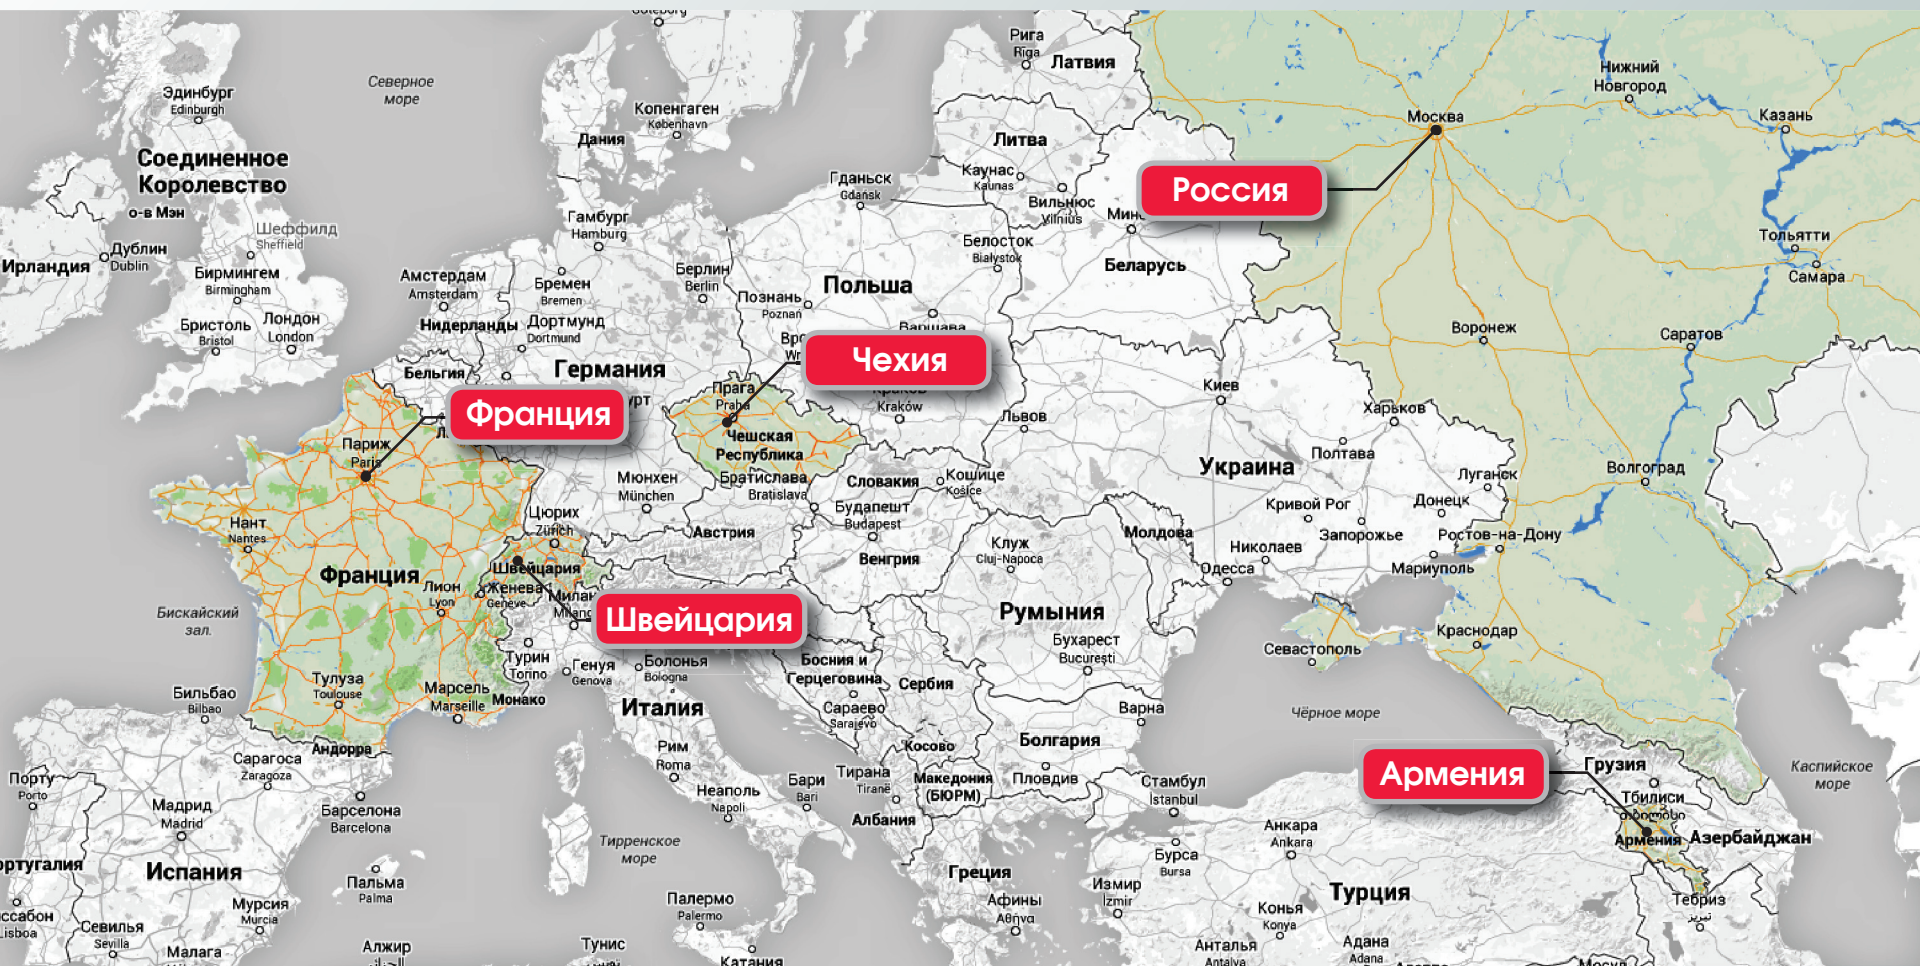 Göteborg
Рига
Rīga
Латвия
Северное
море
Нижний
Новгород
Эдинбург
Edinburgh
Копенгаген
København
Москва
Казань
Дания
Литва
Соединенное
Королевство
Каунас
Kaunas
Гданьск
Gdańsk
Россия
о-в Мэн
Вильнюс
Vilnius
Гамбург
Hamburg
Шеффилд
Sheffield
Тольятти
Дублин
Dublin
Белосток
Białystok
Ирландия
Беларусь
Бирмингем
Birmingham
Амстердам
Amsterdam
Бремен
Bremen
Берлин
Berlin
Самара
Польша
Познань
Poznań
Бристоль
Bristol
Лондон
London
Нидерланды
Дортмунд
Dortmund
Варшава
Воронеж
Саратов
Чехия
Бельгия
Германия
Прага
Praha
Киев
Краков
Kraków
Франция
Львов
Харьков
Париж
Paris
Чешская
Республика
Украина
Полтава
Волгоград
Мюнхен
München
Братислава
Bratislava
Словакия
Кошице
Košice
Луганск
Нант
Nantes
Цюрих
Zürich
Будапешт
Budapest
Кривой Рог
Донецк
Австрия
Молдова
Запорожье
Ростов-на-Дону
Клуж
Cluj-Napoca
Николаев
Венгрия
Швейцария
Одесса
Мариуполь
Франция
Лион
Lyon
Женева
Genève
Милан
Milano
Румыния
Бискайский
зал.
Швейцария
Краснодар
Бухарест
București
Севастополь
Турин
Torino
Генуя
Genova
Болонья
Bologna
Босния и
Герцеговина
Сербия
Тулуза
Toulouse
Марсель
Marseille
Монако
Бильбао
Bilbao
Италия
Сараево
Sarajevo
Варна
Чёрное море
Андорра
Рим
Roma
Косово
Болгария
Сарагоса
Zaragoza
Грузия
Каспийское
море
Армения
Порту
Porto
Бари
Bari
Тирана
Tiranë
Македония
(БЮРМ)
Пловдив
Стамбул
İstanbul
Неаполь
Napoli
Мадрид
Madrid
Барселона
Barcelona
Тбилиси
თბილისი
Албания
Анкара
Ankara
Тирренское
море
Армения
Азербайджан
Испания
Бурса
Bursa
Греция
Пальма
Palma
Измир
İzmir
Турция
Палермо
Palermo
Афины
Αθήνα
Мурсия
Murcia
Конья
Konya
Тебриз
تبریز
Севилья
Sevilla
Алжир
Тунис
Анталья
Antalya
Адана
Adana
Малага
Катания